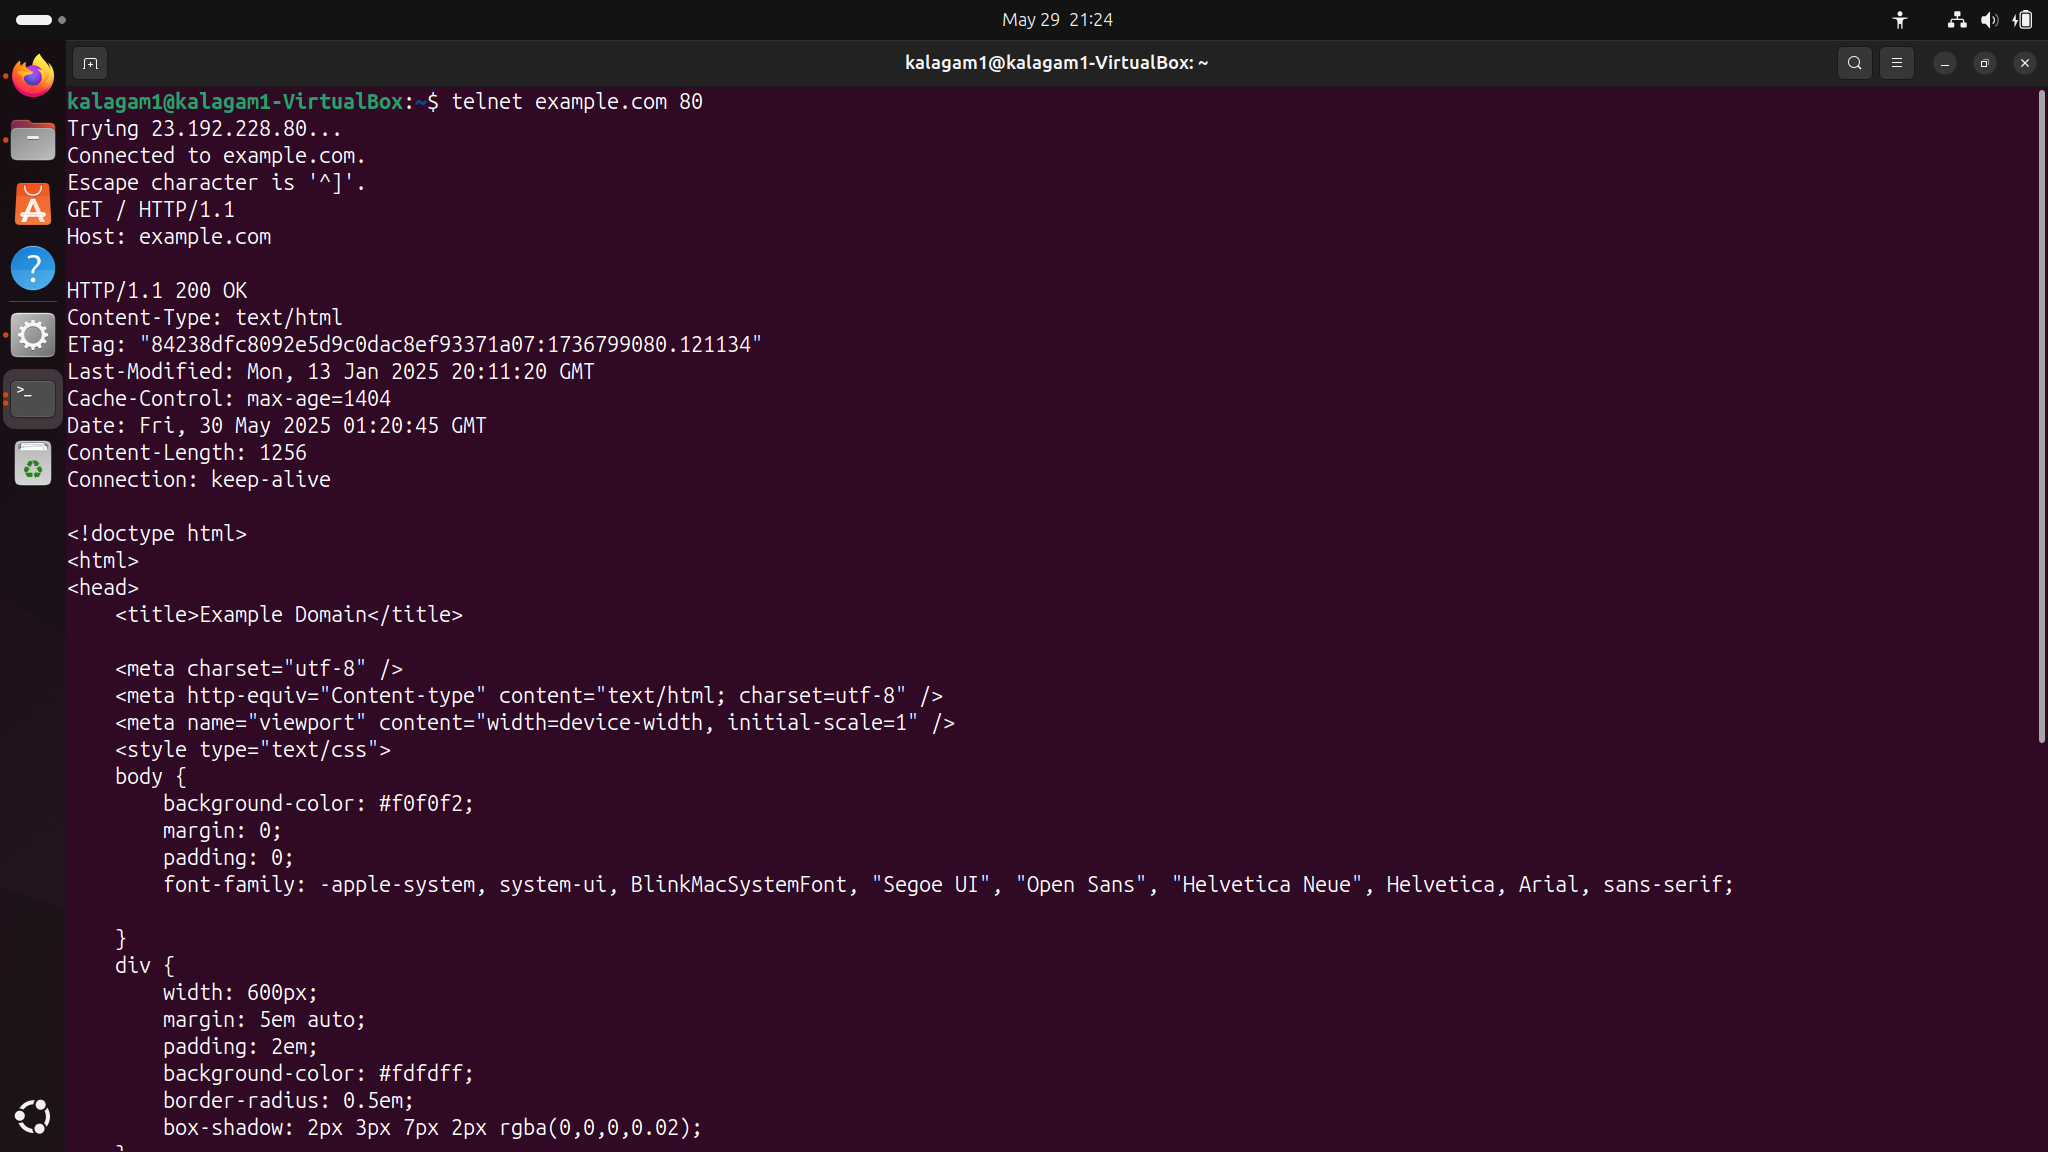 May 29 21:24
kalagam1@kalagam1-VirtualBox: ~
kalagam1@kalagam1-VirtualBox:~$ telnet example.com 80
Trying 23.192.228.80...
Connected to example.com.
Escape character is '^]'.
GET / HTTP/1.1
Host: example.com

HTTP/1.1 200 OK
Content-Type: text/html
ETag: "84238dfc8092e5d9c0dac8ef93371a07:1736799080.121134"
Last-Modified: Mon, 13 Jan 2025 20:11:20 GMT
Cache-Control: max-age=1404
Date: Fri, 30 May 2025 01:20:45 GMT
Content-Length: 1256
Connection: keep-alive

<!doctype html>
<html>
<head>
    <title>Example Domain</title>

    <meta charset="utf-8" />
    <meta http-equiv="Content-type" content="text/html; charset=utf-8" />
    <meta name="viewport" content="width=device-width, initial-scale=1" />
    <style type="text/css">
    body {
        background-color: #f0f0f2;
        margin: 0;
        padding: 0;
        font-family: -apple-system, system-ui, BlinkMacSystemFont, "Segoe UI", "Open Sans", "Helvetica Neue", Helvetica, Arial, sans-serif;

    }
    div {
        width: 600px;
        margin: 5em auto;
        padding: 2em;
        background-color: #fdfdff;
        border-radius: 0.5em;
        box-shadow: 2px 3px 7px 2px rgba(0,0,0,0.02);
    }